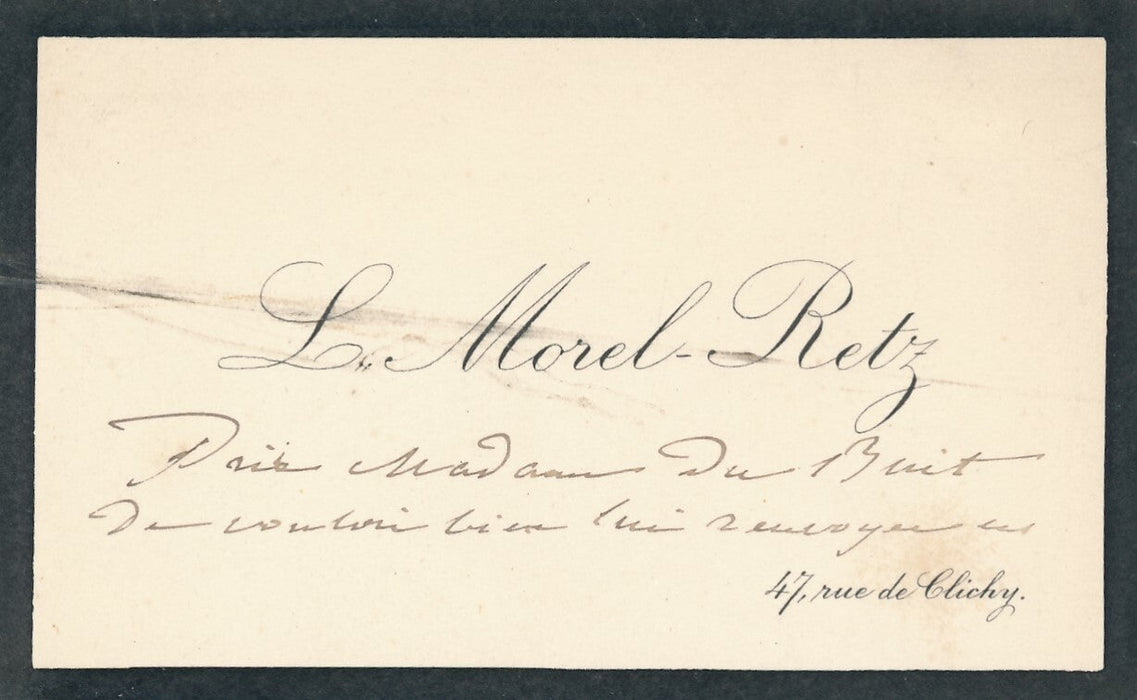 L. Morel-Retz
Prie Madame Du Buit
De vouloir bien lui renvoyer
47, rue de Clichy.